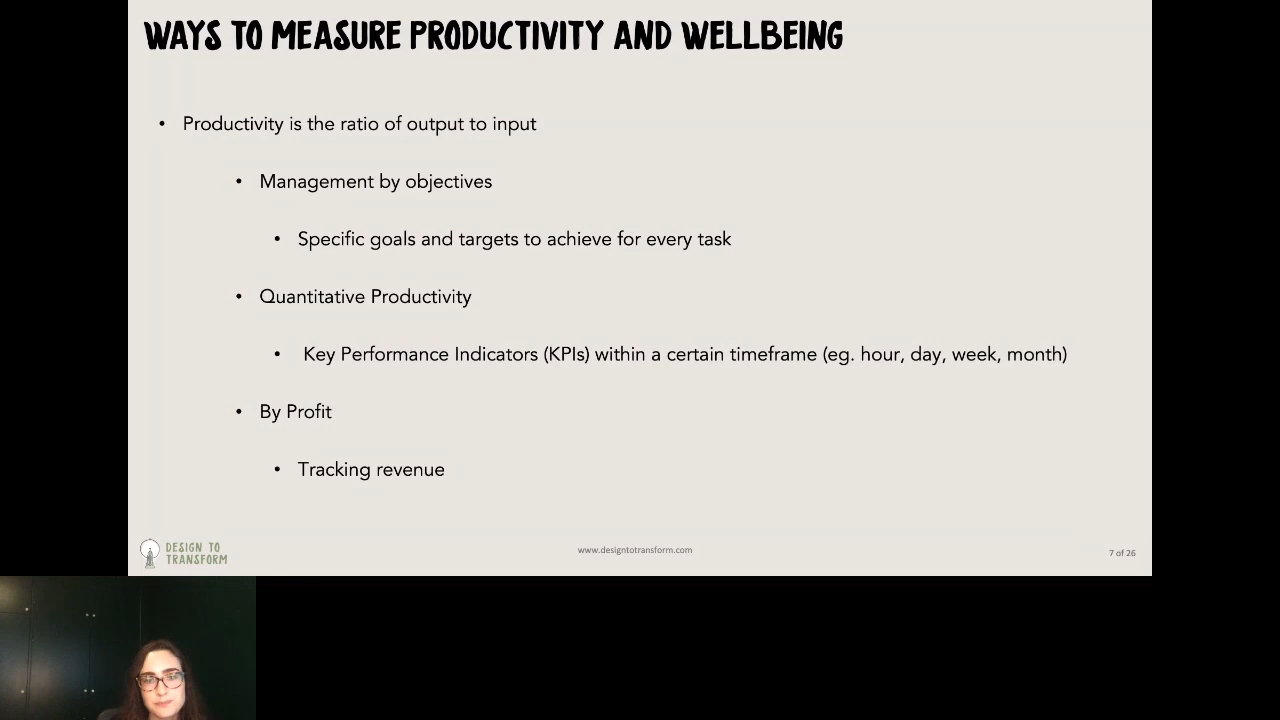 WAYS TO MEASURE PRODUCTIVITY AND WELLBEING
• Productivity is the ratio of output to input
• Management by objectives
• Specific goals and targets to achieve for every task
• Quantitative Productivity
• Key Performance Indicators (KPIs) within a certain timeframe (eg. hour, day, week, month)
• By Profit
• Tracking revenue
DESIGN TO
TRANSFORM
www.designtotransform.com
7 of 26